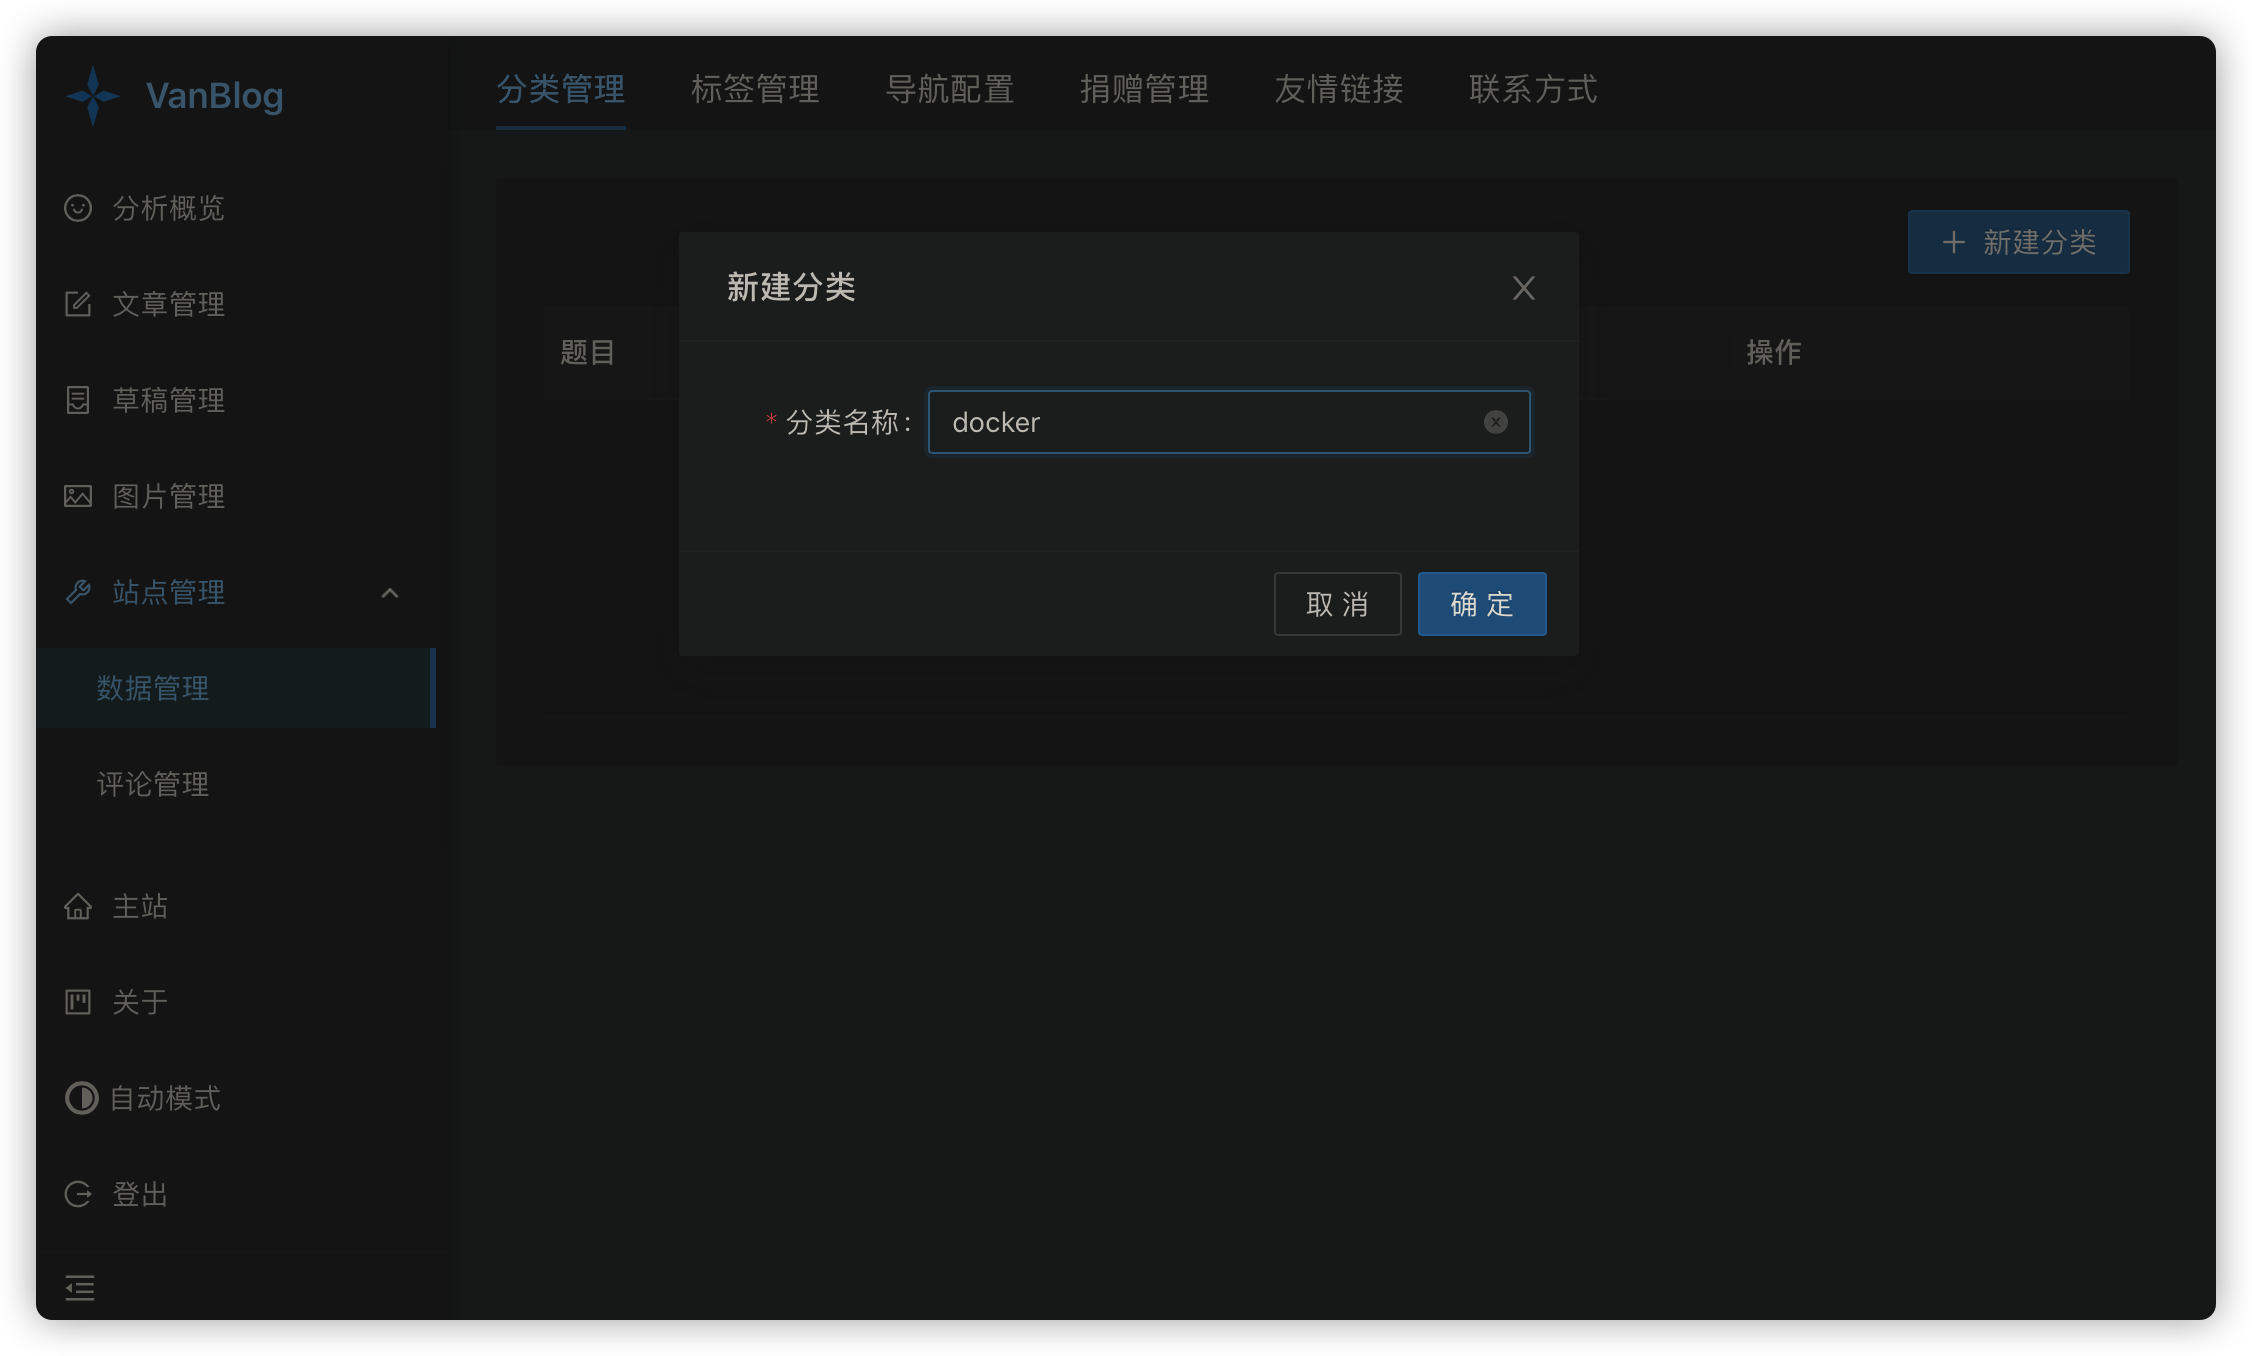 VanBlog
分类管理 标签管理 导航配置 捐赠管理 友情链接 联系方式
分析概览
文章管理
草稿管理
图片管理
站点管理
数据管理
评论管理
主站
关于
自动模式
登出
新建分类
题目 操作
新建分类
* 分类名称: docker
取 消 确 定